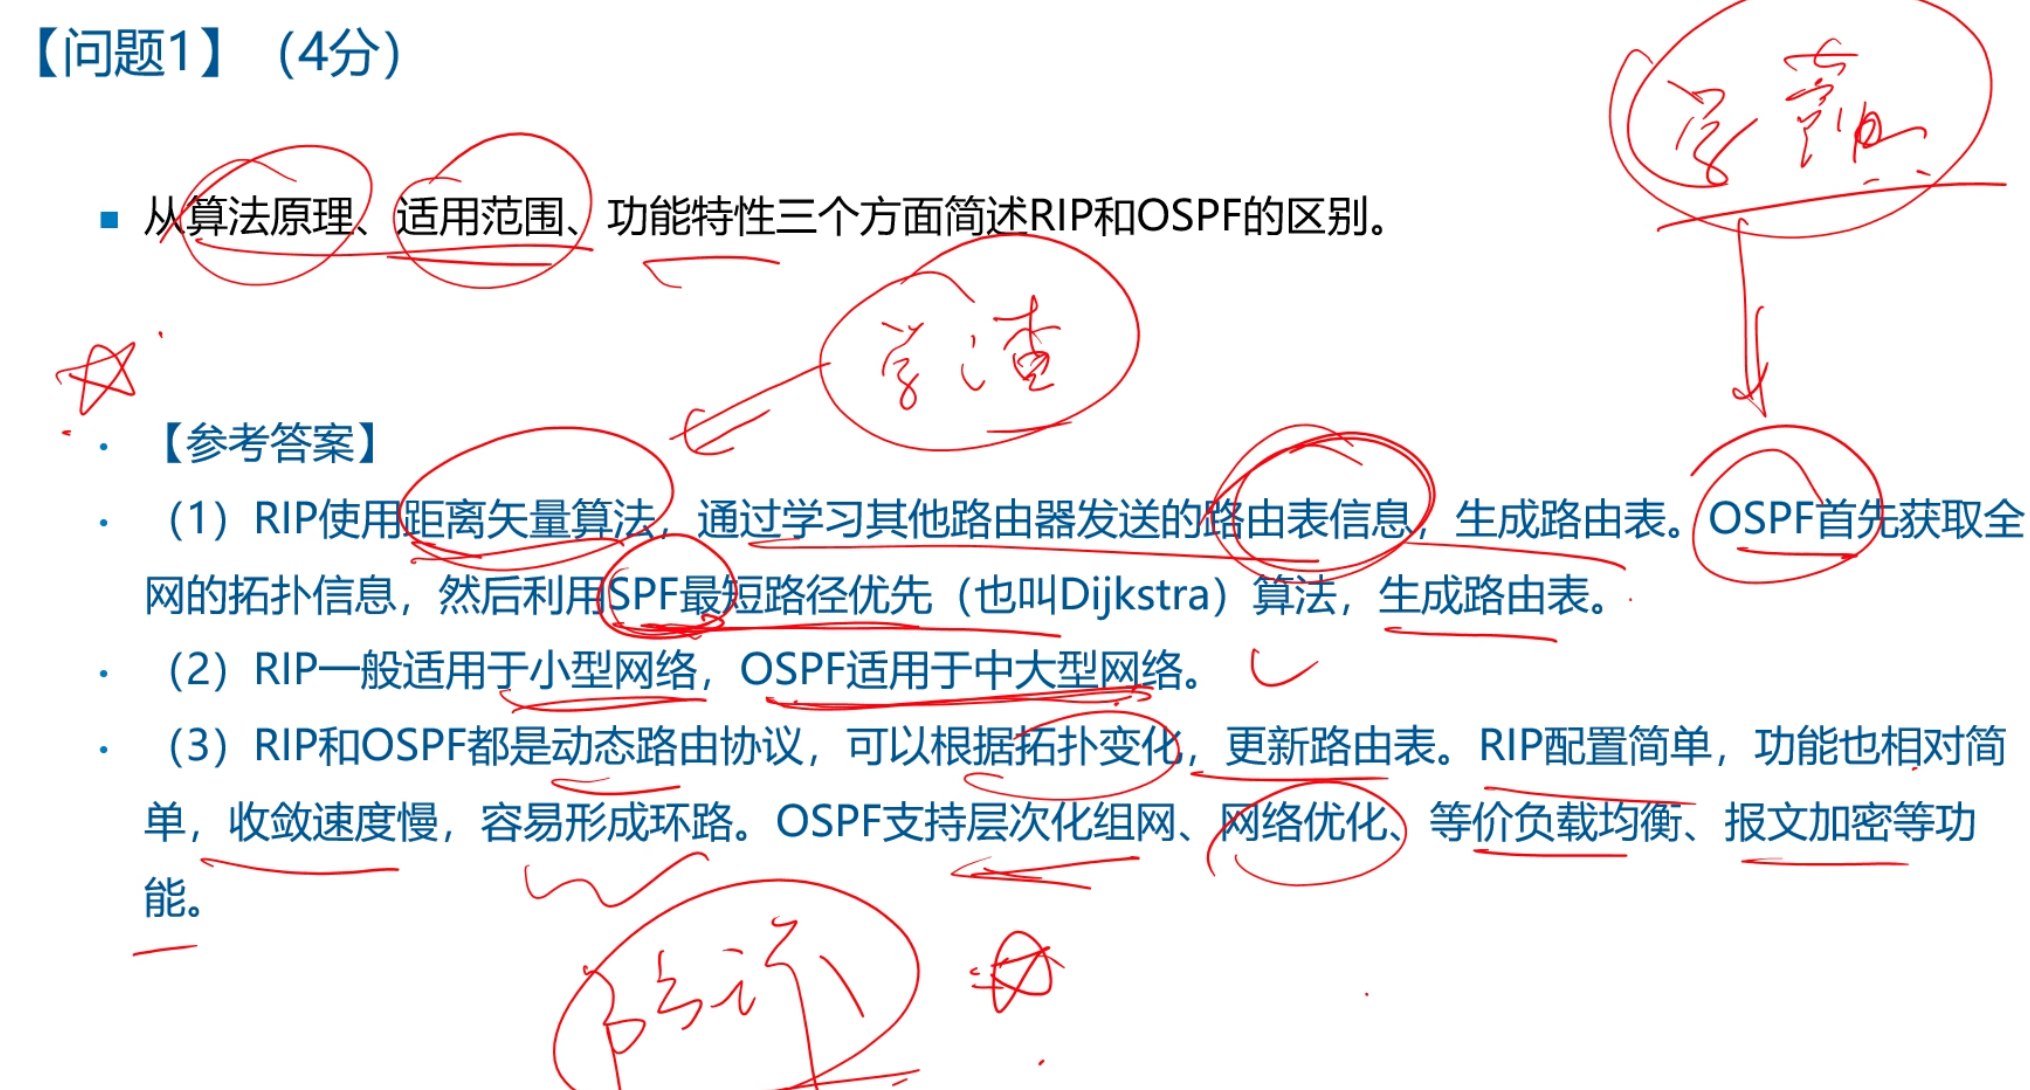 【问题1】（4分）
学霸
从算法原理、适用范围、功能特性三个方面简述RIP和OSPF的区别。
学渣
【参考答案】
（1）RIP使用距离矢量算法，通过学习其他路由器发送的路由表信息，生成路由表。OSPF首先获取全
网的拓扑信息，然后利用SPF最短路径优先（也叫Dijkstra）算法，生成路由表。
（2）RIP一般适用于小型网络，OSPF适用于中大型网络。
（3）RIP和OSPF都是动态路由协议，可以根据拓扑变化，更新路由表。RIP配置简单，功能也相对简
单，收敛速度慢，容易形成环路。OSPF支持层次化组网、网络优化、等价负载均衡、报文加密等功
能。